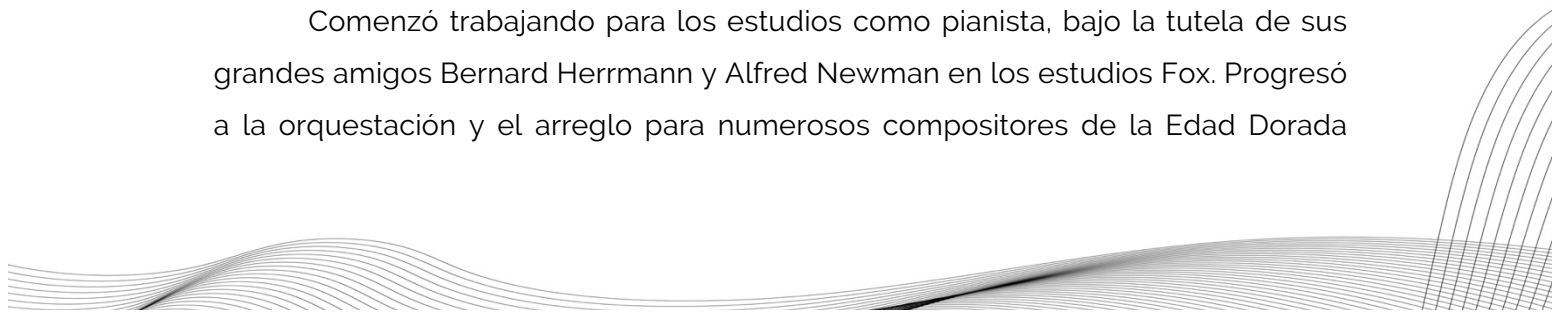 Comenzó trabajando para los estudios como pianista, bajo la tutela de sus
grandes amigos Bernard Herrmann y Alfred Newman en los estudios Fox. Progresó
a la orquestación y el arreglo para numerosos compositores de la Edad Dorada